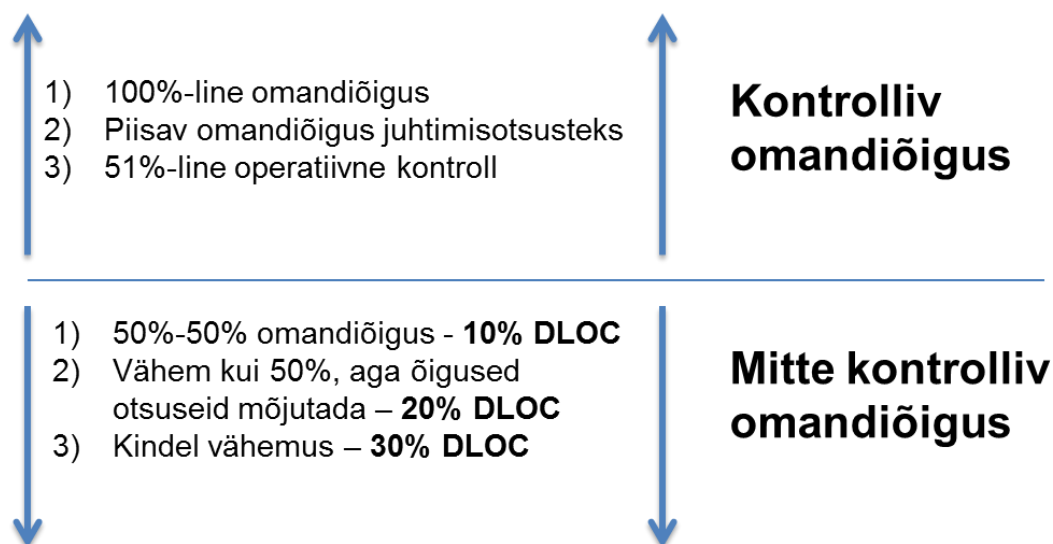 1) 100%-line omandiõigus
2) Piisav omandiõigus juhtimisotsusteks
3) 51%-line operatiivne kontroll
Kontrolliv
omandiõigus
1) 50%-50% omandiõigus - 10% DLOC
2) Vähem kui 50%, aga õigused
otsuseid mõjutada – 20% DLOC
3) Kindel vähemus – 30% DLOC
Mitte kontrolliv
omandiõigus